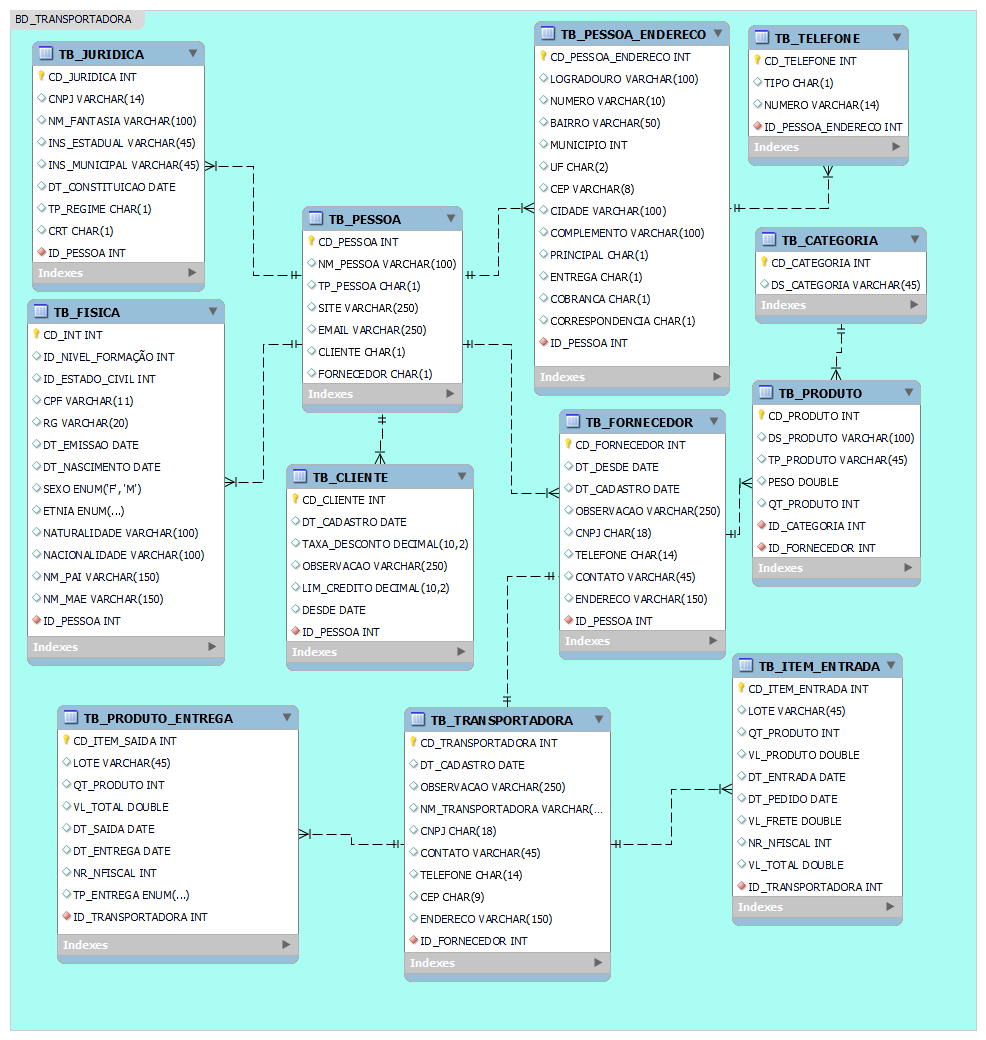 BD_TRANSPORTADORA
TB_JURIDICA
CD_JURIDICA INT
CNPJ VARCHAR(14)
NM_FANTASIA VARCHAR(100)
INS_ESTADUAL VARCHAR(45)
INS_MUNICIPAL VARCHAR(45)
DT_CONSTITUICAO DATE
TP_REGIME CHAR(1)
CRT CHAR(1)
ID_PESSOA INT
Indexes
TB_FISICA
CD_INT INT
ID_NIVEL_FORMAÇÃO INT
ID_ESTADO_CIVIL INT
CPF VARCHAR(11)
RG VARCHAR(20)
DT_EMISSAO DATE
DT_NASCIMENTO DATE
SEXO ENUM('F','M')
ETNIA ENUM(...)
NATURALIDADE VARCHAR(100)
NACIONALIDADE VARCHAR(100)
NM_PAI VARCHAR(150)
NM_MAE VARCHAR(150)
ID_PESSOA INT
Indexes
TB_PESSOA
CD_PESSOA INT
NM_PESSOA VARCHAR(100)
TP_PESSOA CHAR(1)
SITE VARCHAR(250)
EMAIL VARCHAR(250)
CLIENTE CHAR(1)
FORNECEDOR CHAR(1)
Indexes
TB_CLIENTE
CD_CLIENTE INT
DT_CADASTRO DATE
TAXA_DESCONTO DECIMAL(10,2)
OBSERVACAO VARCHAR(250)
LIM_CREDITO DECIMAL(10,2)
DESDE DATE
ID_PESSOA INT
Indexes
TB_PESSOA_ENDERECO
CD_PESSOA_ENDERECO INT
LOGRADOURO VARCHAR(100)
NUMERO VARCHAR(10)
BAIRRO VARCHAR(50)
MUNICIPIO INT
UF CHAR(2)
CEP VARCHAR(8)
CIDADE VARCHAR(100)
COMPLEMENTO VARCHAR(100)
PRINCIPAL CHAR(1)
ENTREGA CHAR(1)
COBRANCA CHAR(1)
CORRESPONDENCIA CHAR(1)
ID_PESSOA INT
Indexes
TB_TELEFONE
CD_TELEFONE INT
TIPO CHAR(1)
NUMERO VARCHAR(14)
ID_PESSOA_ENDERECO INT
Indexes
TB_CATEGORIA
CD_CATEGORIA INT
DS_CATEGORIA VARCHAR(45)
Indexes
TB_PRODUTO
CD_PRODUTO INT
DS_PRODUTO VARCHAR(100)
TP_PRODUTO VARCHAR(45)
PESO DOUBLE
QT_PRODUTO INT
ID_CATEGORIA INT
ID_FORNECEDOR INT
Indexes
TB_FORNECEDOR
CD_FORNECEDOR INT
DT_DESDE DATE
DT_CADASTRO DATE
OBSERVACAO VARCHAR(250)
CNPJ CHAR(18)
TELEFONE CHAR(14)
CONTATO VARCHAR(45)
ENDERECO VARCHAR(150)
ID_PESSOA INT
Indexes
TB_PRODUTO_ENTREGA
CD_ITEM_SAIDA INT
LOTE VARCHAR(45)
QT_PRODUTO INT
VL_TOTAL DOUBLE
DT_SAIDA DATE
DT_ENTREGA DATE
NR_NFISCAL INT
TP_ENTREGA ENUM(...)
ID_TRANSPORTADORA INT
Indexes
TB_TRANSPORTADORA
CD_TRANSPORTADORA INT
DT_CADASTRO DATE
OBSERVACAO VARCHAR(250)
NM_TRANSPORTADORA VARCHAR(...
CNPJ CHAR(18)
CONTATO VARCHAR(45)
TELEFONE CHAR(14)
CEP CHAR(9)
ENDERECO VARCHAR(150)
ID_FORNECEDOR INT
Indexes
TB_ITEM_ENTRADA
CD_ITEM_ENTRADA INT
LOTE VARCHAR(45)
QT_PRODUTO INT
VL_PRODUTO DOUBLE
DT_ENTRADA DATE
DT_PEDIDO DATE
VL_FRETE DOUBLE
NR_NFISCAL INT
VL_TOTAL DOUBLE
ID_TRANSPORTADORA INT
Indexes